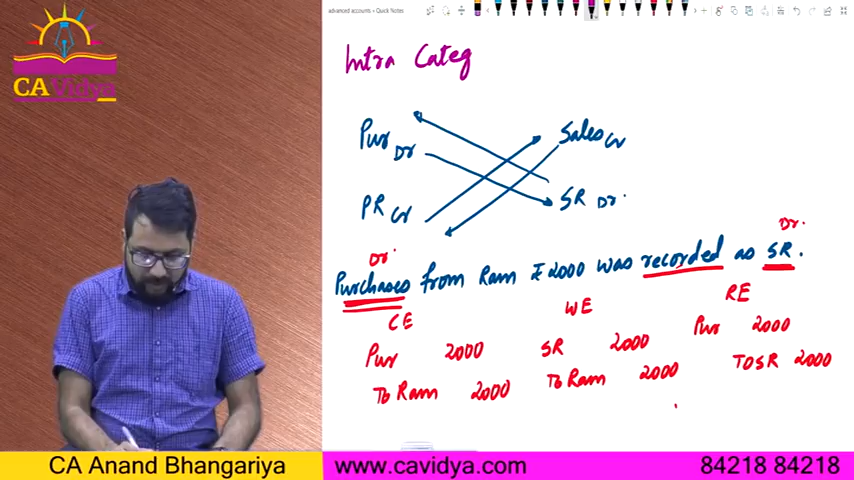 advanced accounts » Quick Notes
CA Vidya
Intra Categ
Pur Dr
Sales Cr
PR Cr
SR Dr
Dr.
Dr.
Purchases from Ram ₹2000 was recorded as SR.
CE
WE
RE
Pur 2000
SR 2000
Pur 2000
To Ram 2000
To Ram 2000
To SR 2000
CA Anand Bhangariya
www.cavidya.com
84218 84218